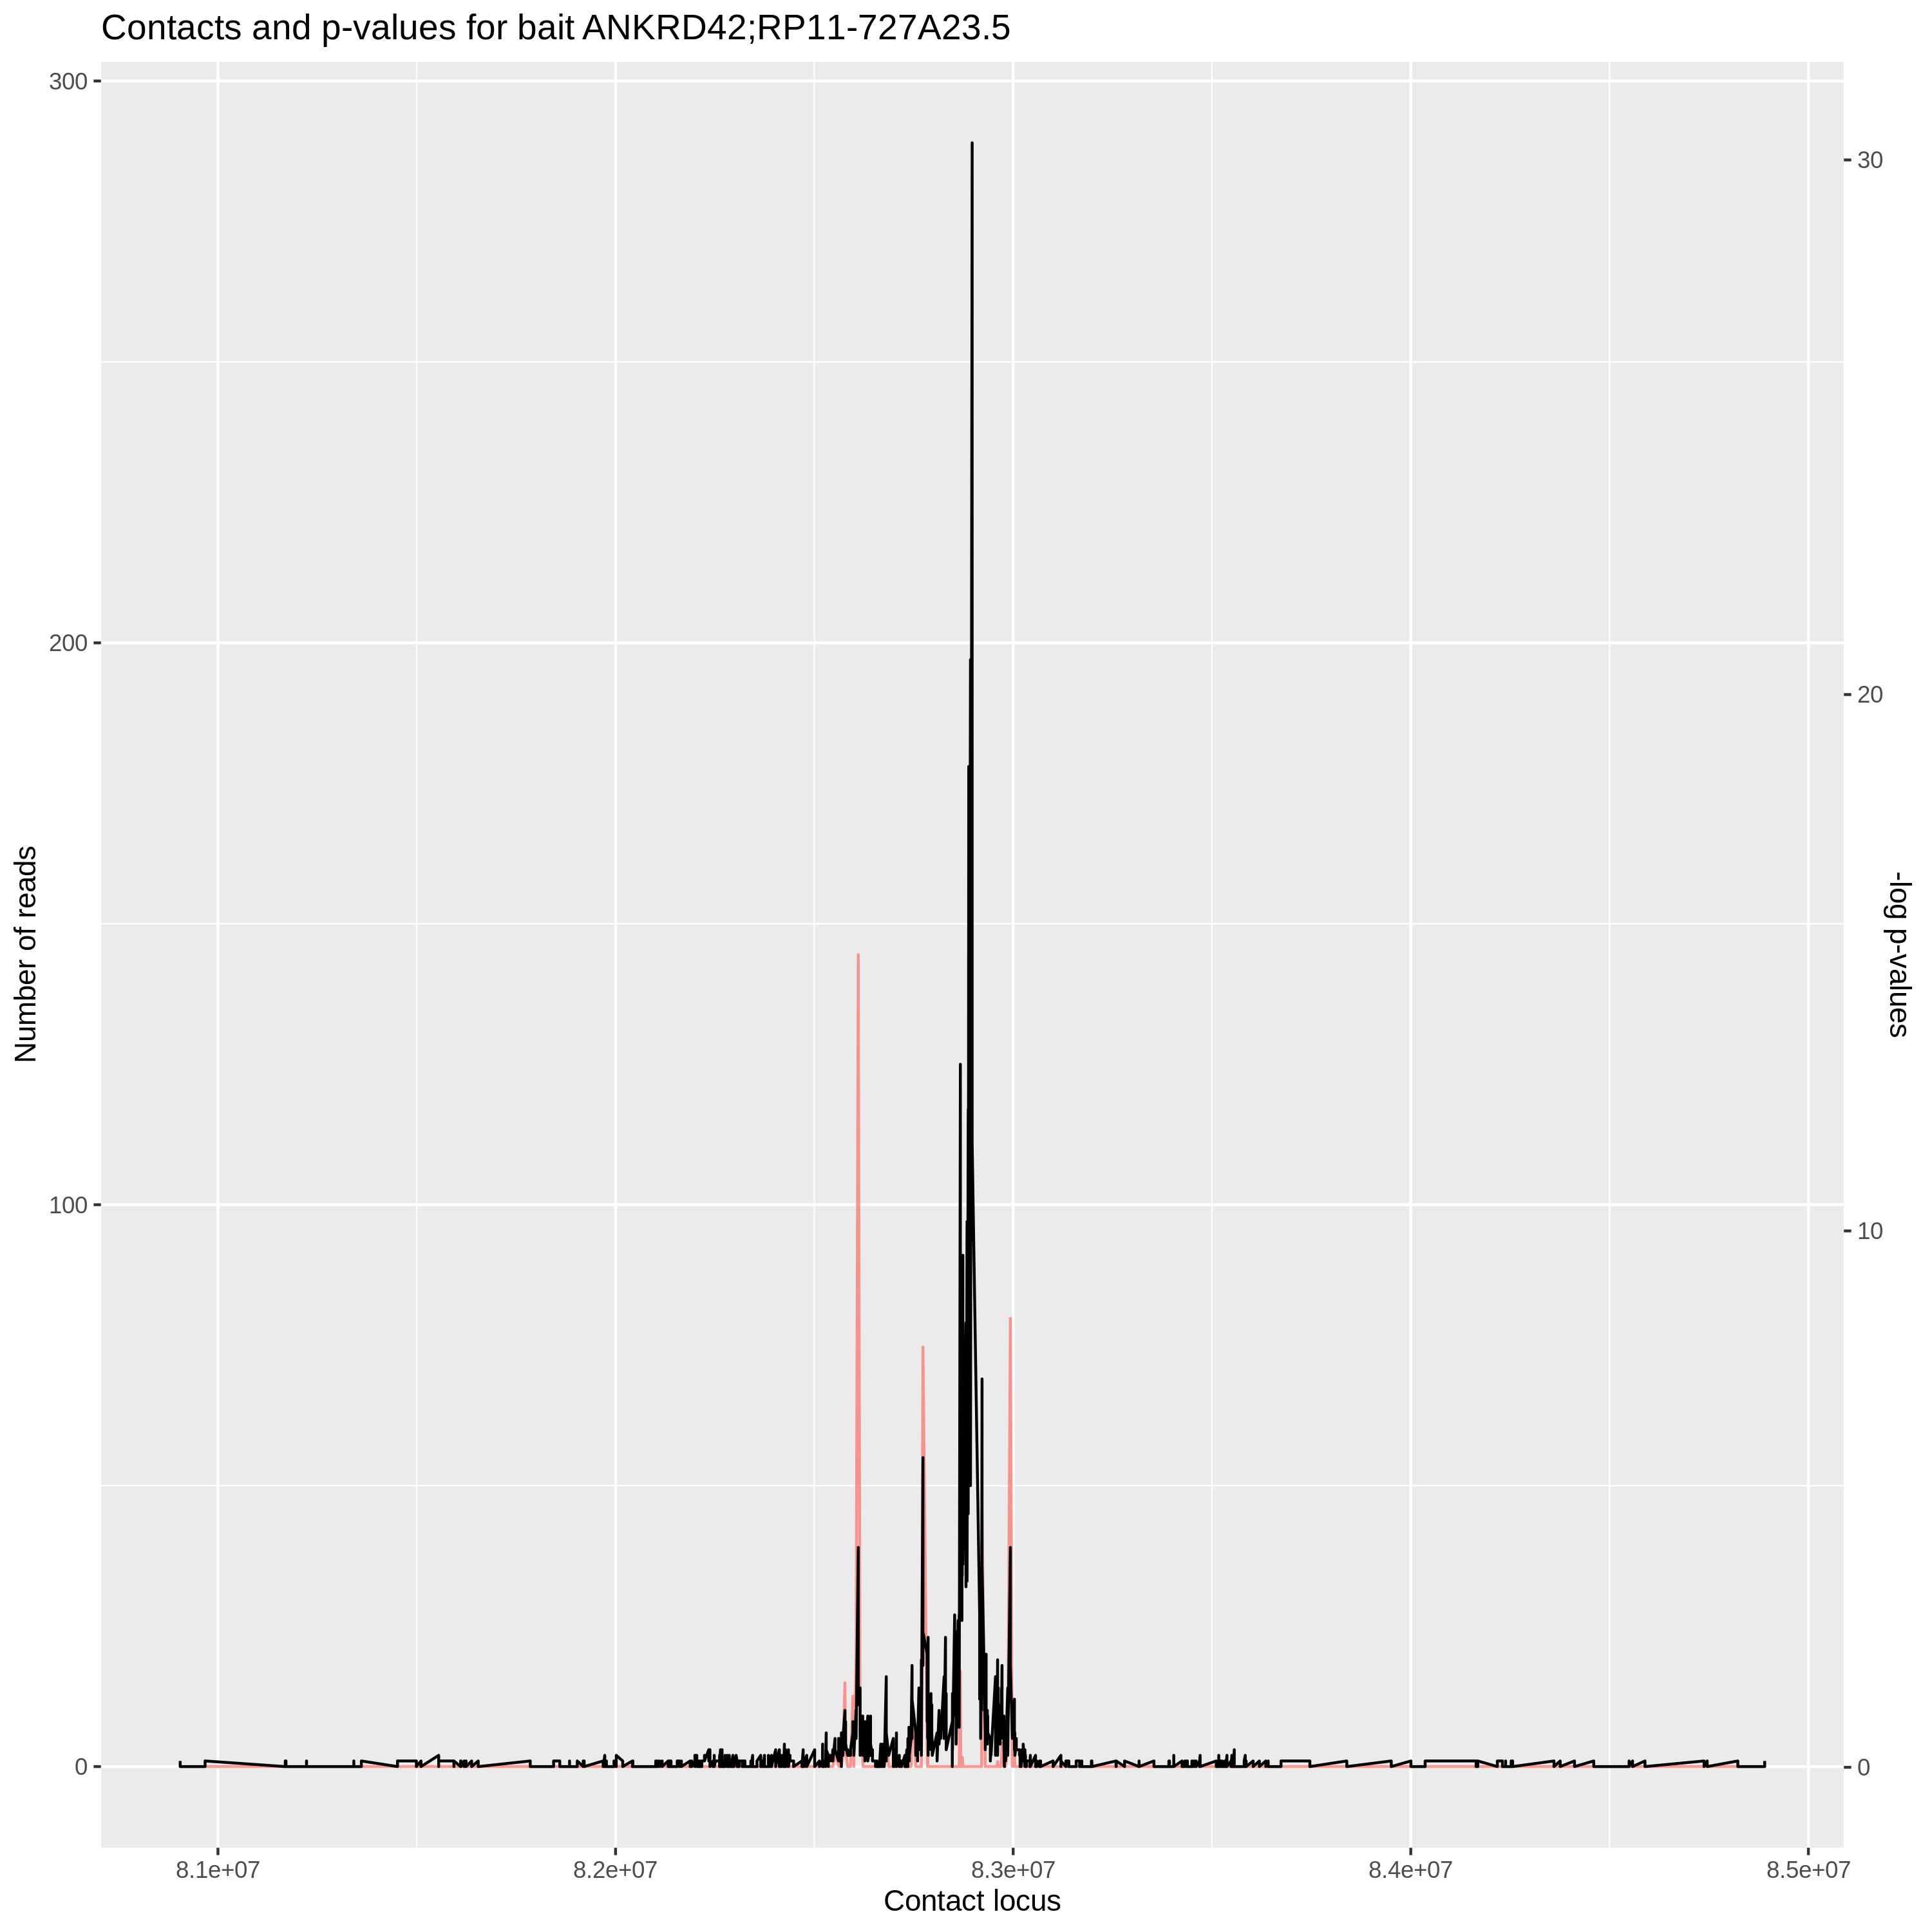 Contacts and p-values for bait ANKRD42;RP11-727A23.5
300
200
100
0
30
20
10
0
Number of reads
-log p-values
8.1e+07 8.2e+07 8.3e+07 8.4e+07 8.5e+07
Contact locus